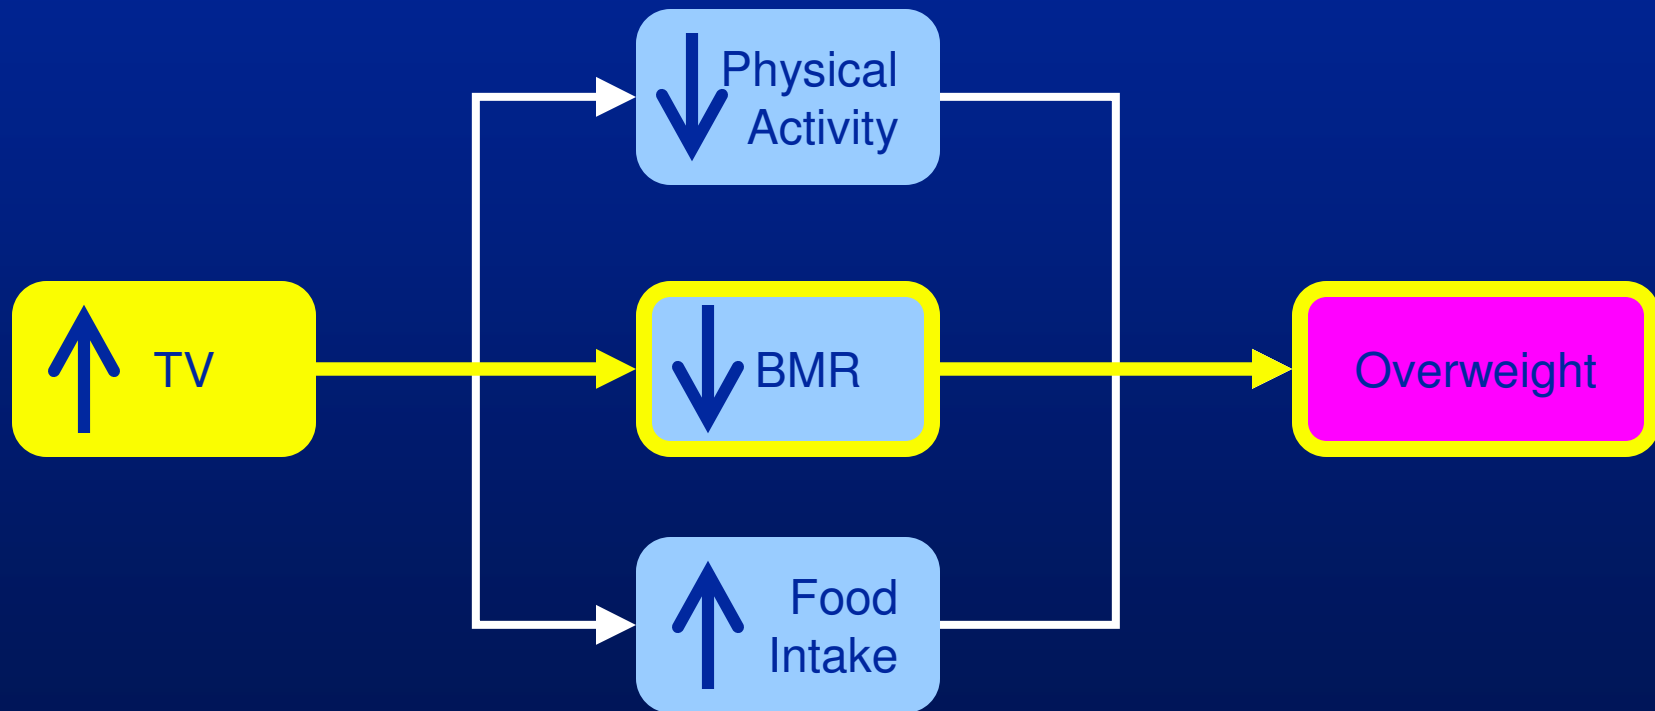 Physical
Activity
TV
BMR
Overweight
Food
Intake